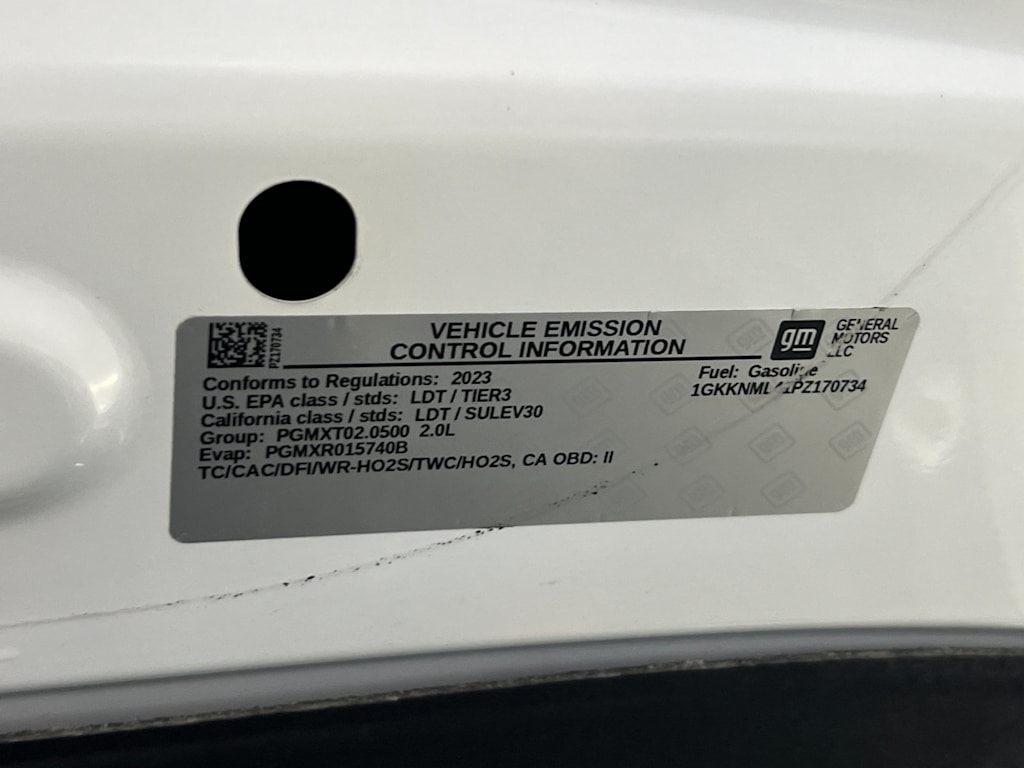 PZ170734
VEHICLE EMISSION
CONTROL INFORMATION
gm
GENERAL
MOTORS
LLC
Conforms to Regulations: 2023
U.S. EPA class / stds: LDT / TIER3
California class / stds: LDT / SULEV30
Group: PGMXT02.0500 2.0L
Evap: PGMXR015740B
TC/CAC/DFI/WR-HO2S/TWC/HO2S, CA OBD: II
Fuel: Gasoline